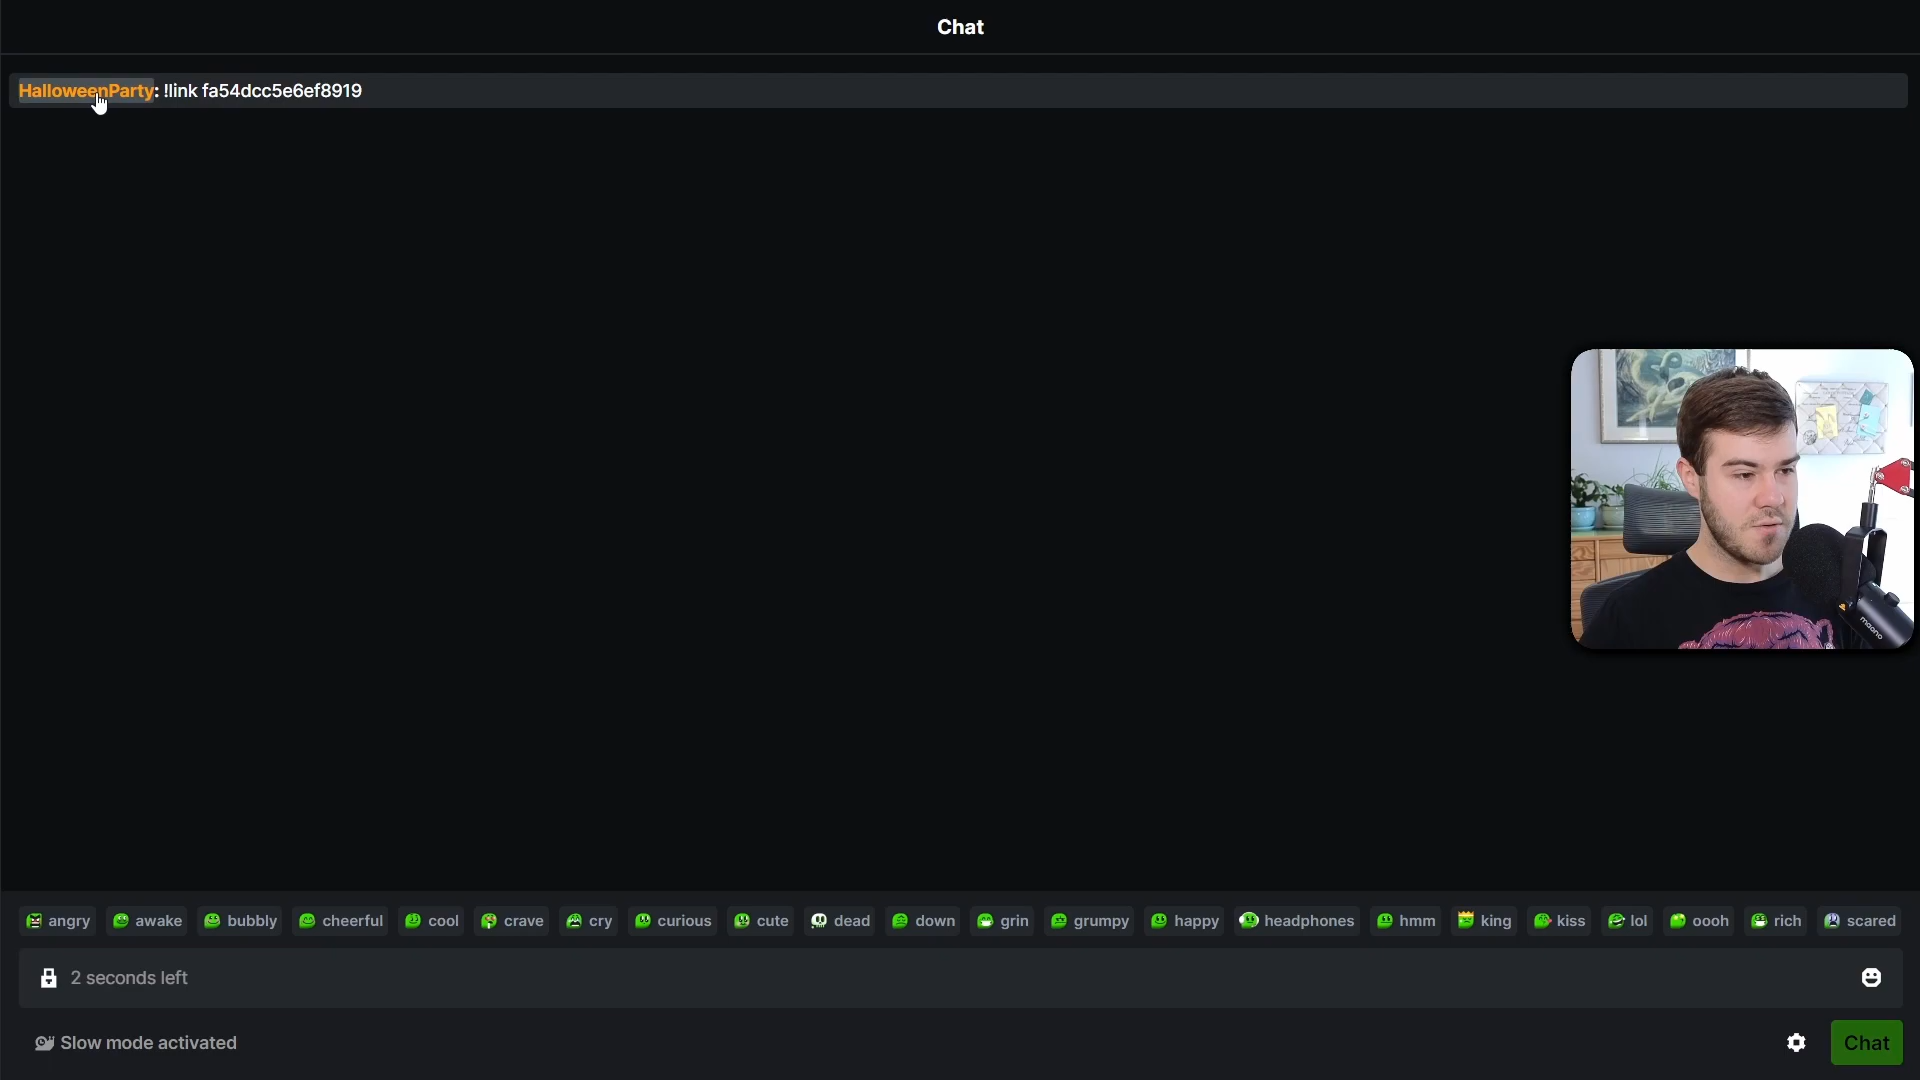 Chat
HalloweenParty: !link fa54dcc5e6ef8919
angry awake bubbly cheerful cool crave cry curious cute dead down grin grumpy happy headphones hmm king kiss lol oooh rich scared
2 seconds left
Slow mode activated
Chat
maono